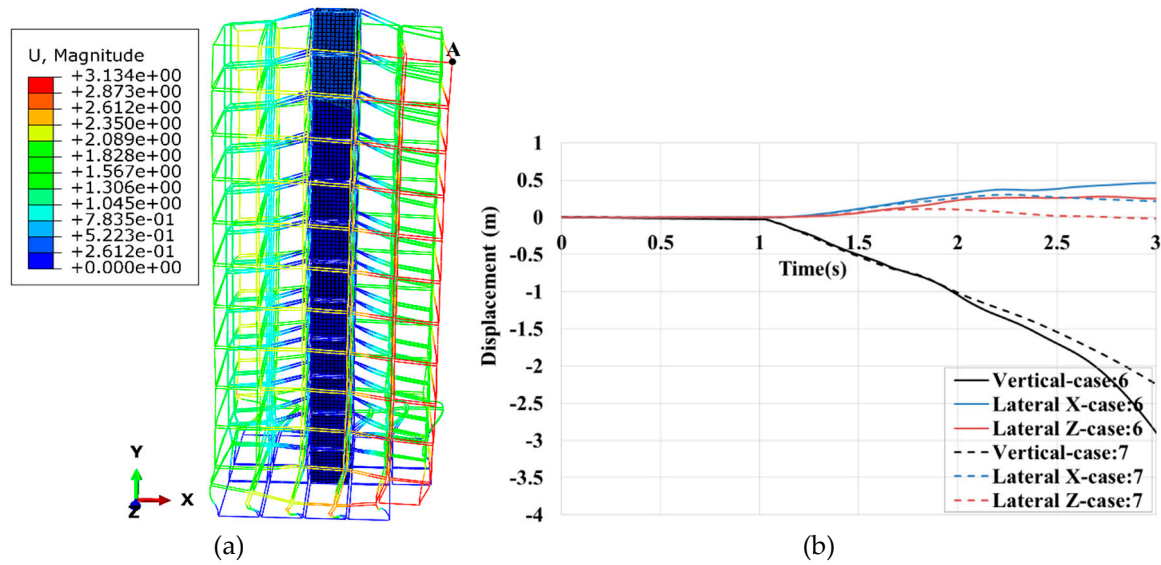 U, Magnitude
+3.134e+00
+2.873e+00
+2.612e+00
+2.350e+00
+2.089e+00
+1.828e+00
+1.567e+00
+1.306e+00
+1.045e+00
+7.835e-01
+5.223e-01
+2.612e-01
+0.000e+00
A
Y
X
Z
(a)
1
0.5
0
-0.5
-1
-1.5
-2
-2.5
-3
-3.5
-4
Displacement (m)
0 0.5 1 1.5 2 2.5 3
Time(s)
Vertical-case:6
Lateral X-case:6
Lateral Z-case:6
Vertical-case:7
Lateral X-case:7
Lateral Z-case:7
(b)